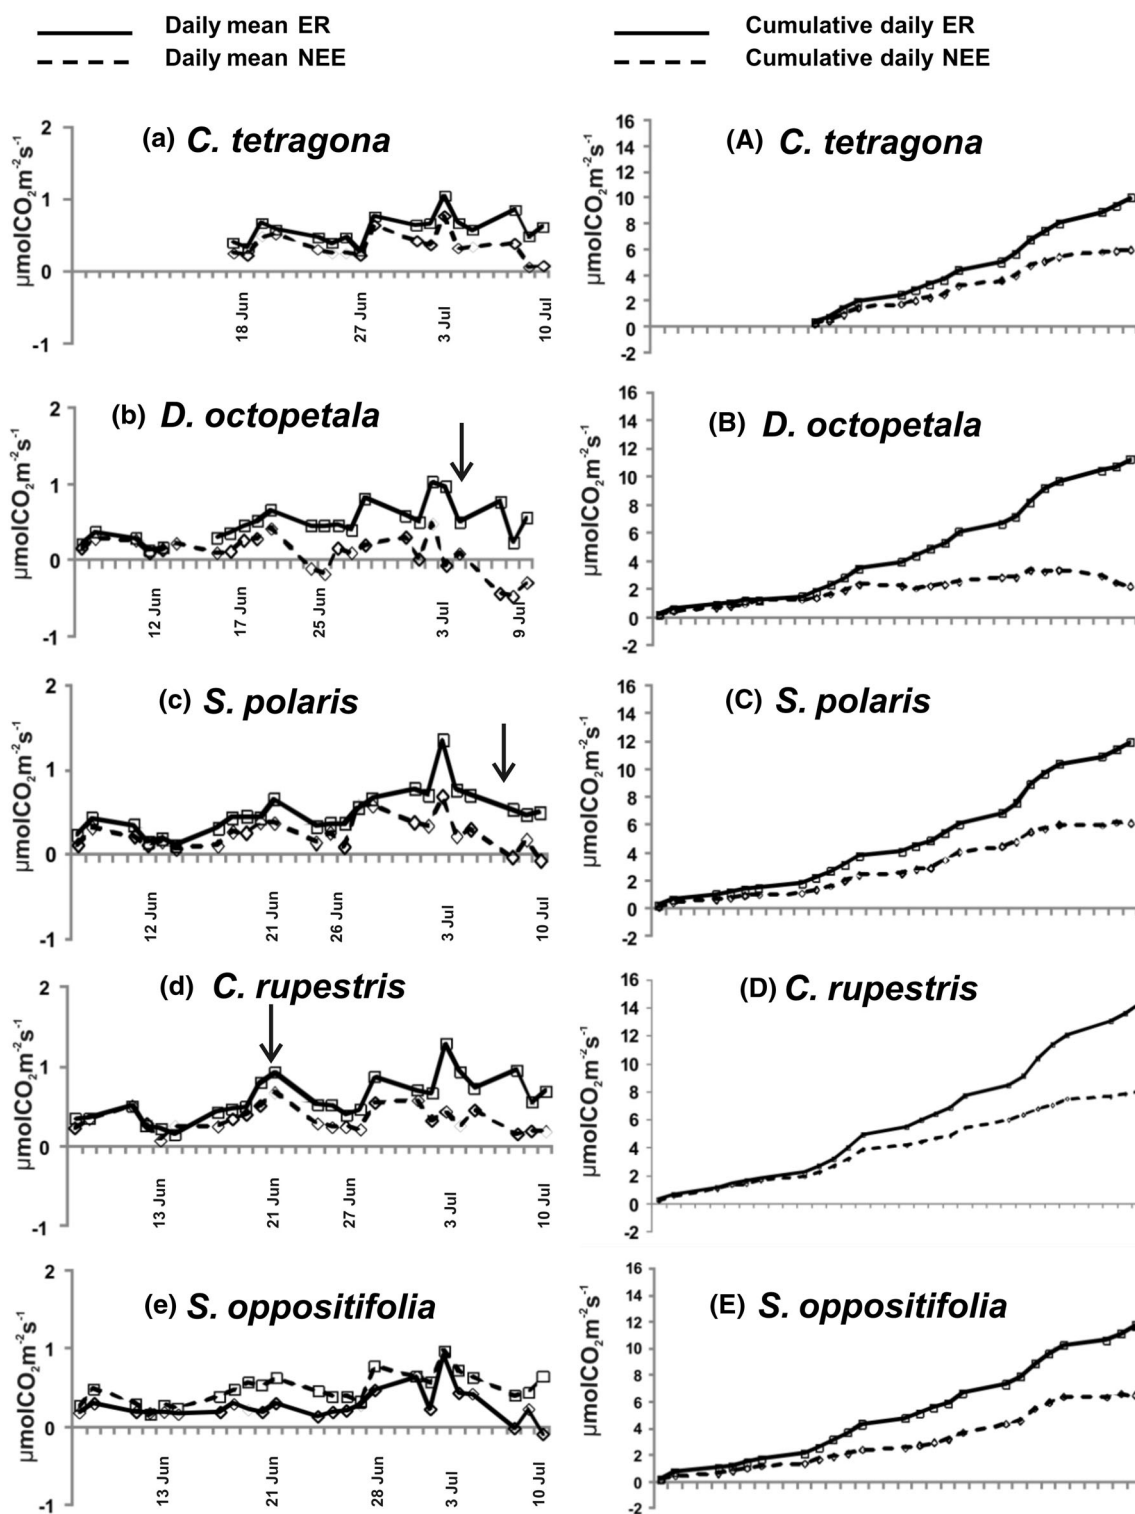 Daily mean ER
Daily mean NEE
Cumulative daily ER
Cumulative daily NEE
(a) C. tetragona
µmolCO2m-2s-1
2
1
0
-1
18 Jun
27 Jun
3 Jul
10 Jul
(A) C. tetragona
µmolCO2m-2s-1
16
14
12
10
8
6
4
2
0
-2
(b) D. octopetala
µmolCO2m-2s-1
2
1
0
-1
12 Jun
17 Jun
25 Jun
3 Jul
9 Jul
(B) D. octopetala
µmolCO2m-2s-1
16
14
12
10
8
6
4
2
0
-2
(c) S. polaris
µmolCO2m-2s-1
2
1
0
-1
12 Jun
21 Jun
26 Jun
3 Jul
10 Jul
(C) S. polaris
µmolCO2m-2s-1
16
14
12
10
8
6
4
2
0
-2
(d) C. rupestris
µmolCO2m-2s-1
2
1
0
-1
13 Jun
21 Jun
27 Jun
3 Jul
10 Jul
(D) C. rupestris
µmolCO2m-2s-1
16
14
12
10
8
6
4
2
0
-2
(e) S. oppositifolia
µmolCO2m-2s-1
2
1
0
-1
13 Jun
21 Jun
28 Jun
3 Jul
10 Jul
(E) S. oppositifolia
µmolCO2m-2s-1
16
14
12
10
8
6
4
2
0
-2